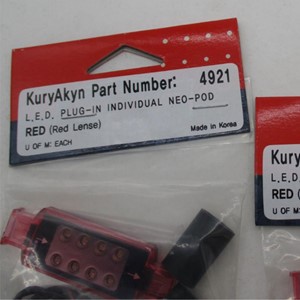 KuryAkyn Part Number: 4921
L.E.D. PLUG-IN INDIVIDUAL NEO-POD
RED (Red Lense)
U OF M: EACH
Made in Korea
Kury
L.E.D.
RED
U OF M: